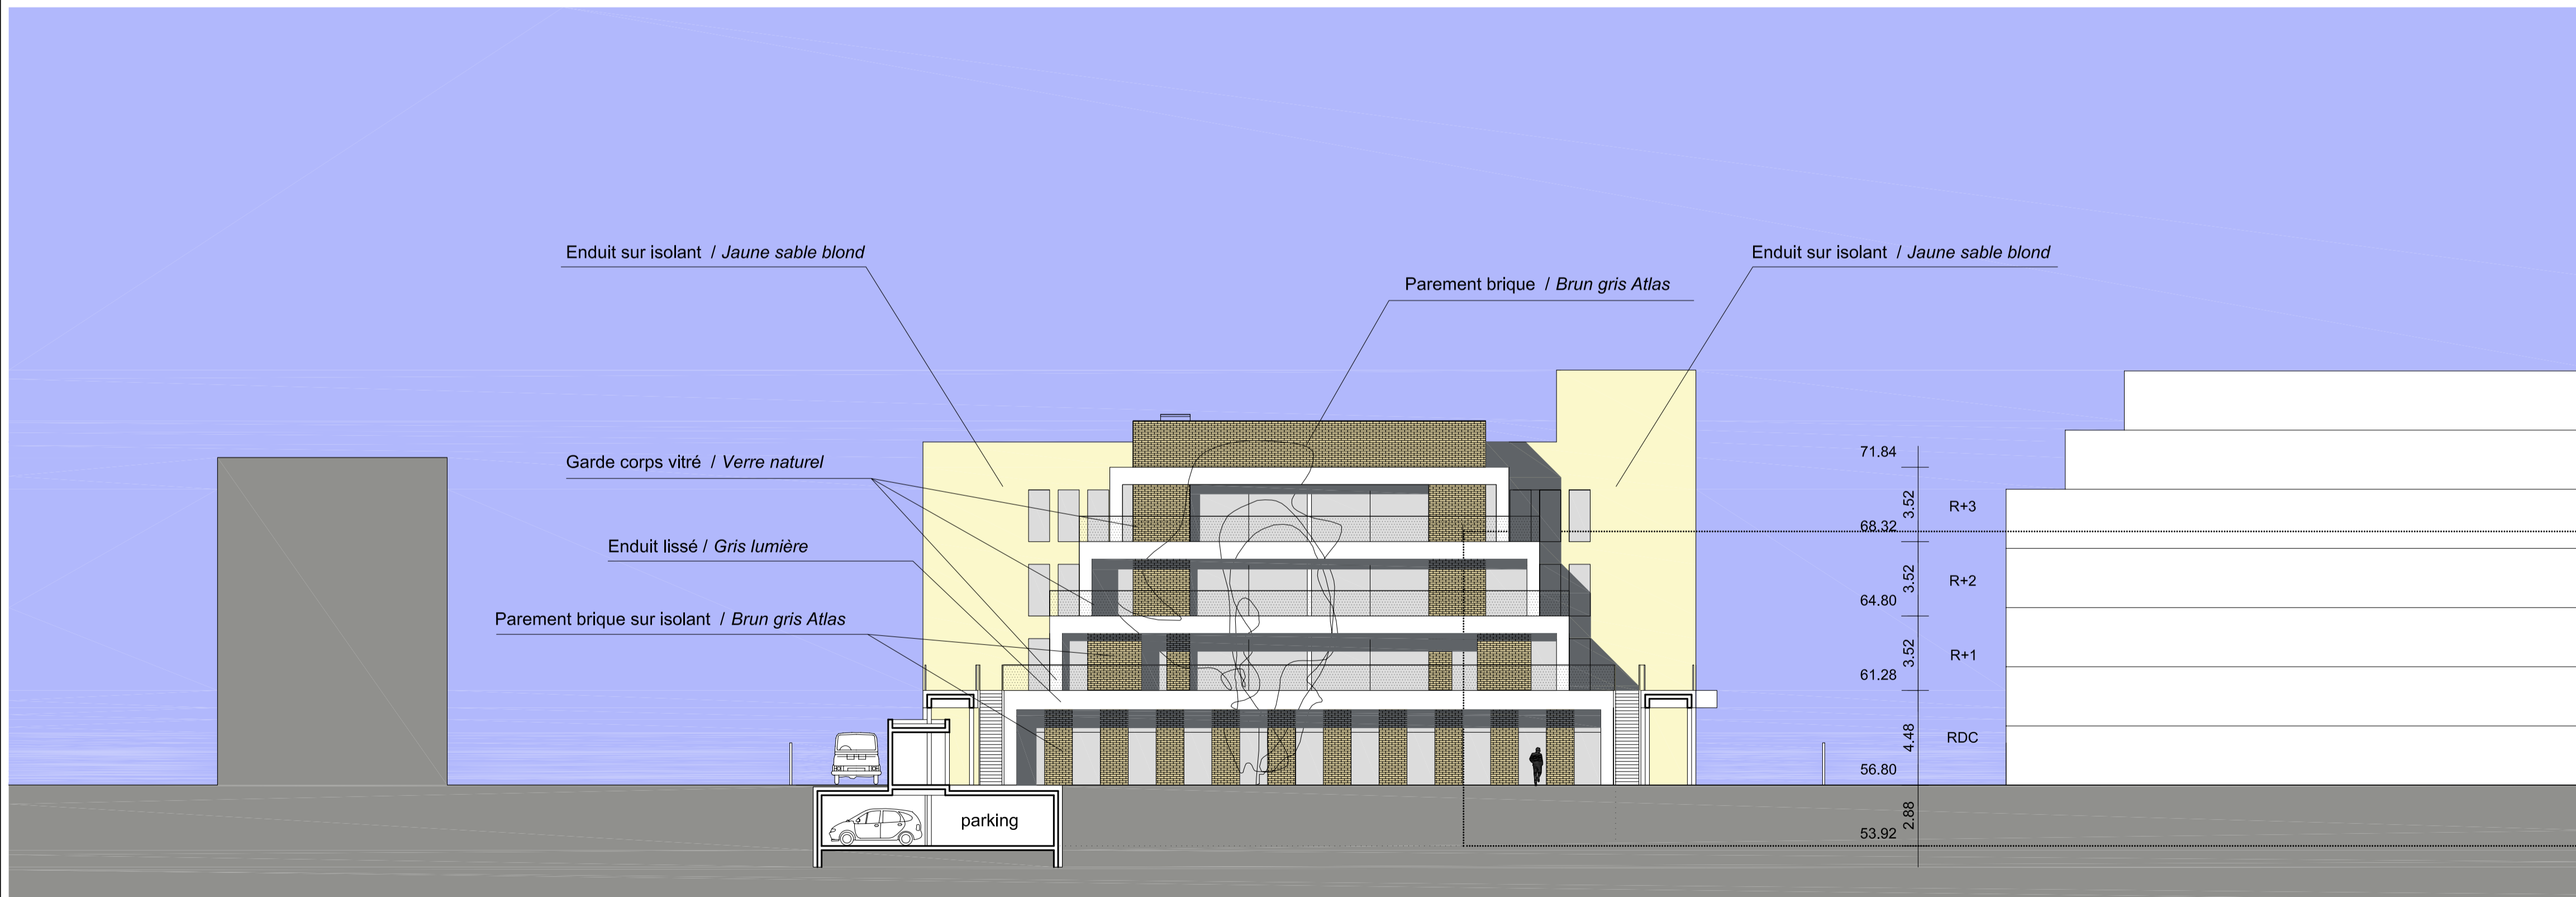 Enduit sur isolant / Jaune sable blond
Enduit sur isolant / Jaune sable blond
Parement brique / Brun gris Atlas
Garde corps vitré / Verre naturel
Enduit lissé / Gris lumière
Parement brique sur isolant / Brun gris Atlas
71.84
3.52
R+3
68.32
3.52
R+2
64.80
3.52
R+1
61.28
4.48
RDC
56.80
2.88
53.92
parking